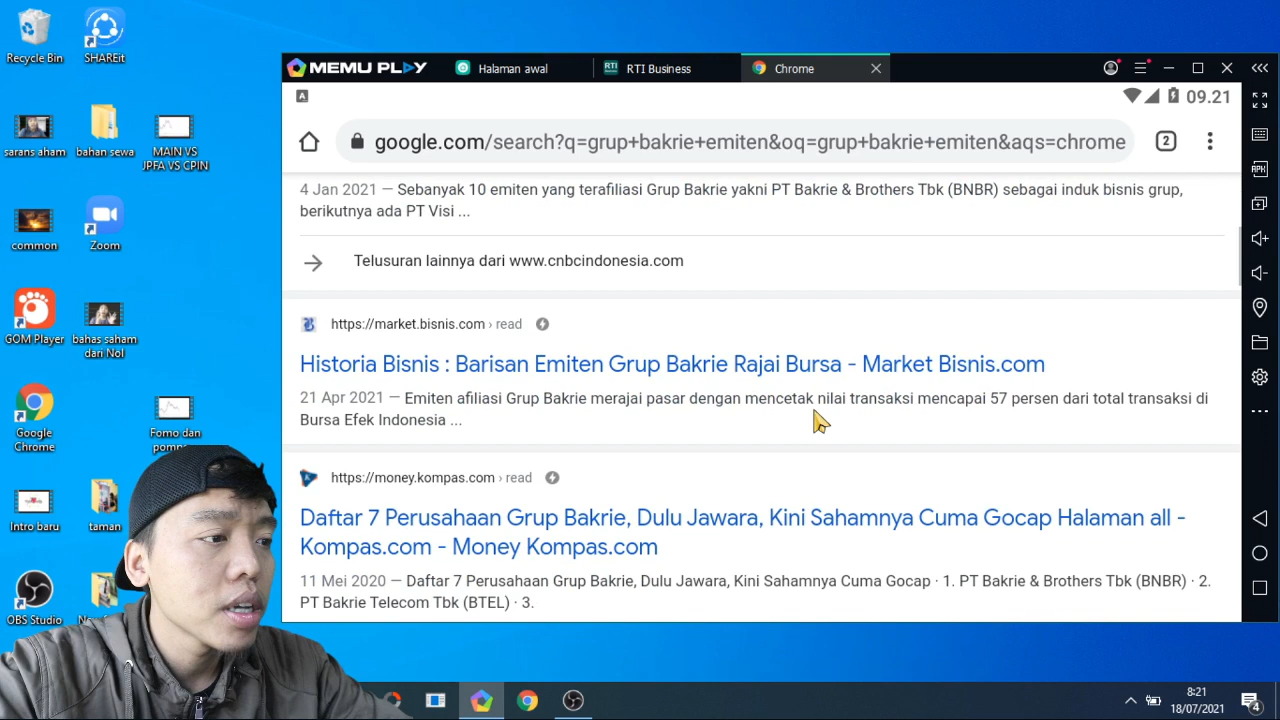 Recycle Bin
SHAREit
sarans aham
bahan sewa
MAIN VS
JPFA VS CPIN
common
Zoom
GOM Player
bahas saham
dari Nol
Google
Chrome
Fomo dan
Intro baru
taman
OBS Studio
MEMU PLAY
Halaman awal
RTI
RTI Business
Chrome
A
09.21
google.com/search?q=grup+bakrie+emiten&oq=grup+bakrie+emiten&aqs=chrome
2
4 Jan 2021 — Sebanyak 10 emiten yang terafiliasi Grup Bakrie yakni PT Bakrie & Brothers Tbk (BNBR) sebagai induk bisnis grup,
berikutnya ada PT Visi ...
Telusuran lainnya dari www.cnbcindonesia.com
https://market.bisnis.com › read
Historia Bisnis : Barisan Emiten Grup Bakrie Rajai Bursa - Market Bisnis.com
21 Apr 2021 — Emiten afiliasi Grup Bakrie merajai pasar dengan mencetak nilai transaksi mencapai 57 persen dari total transaksi di
Bursa Efek Indonesia ...
https://money.kompas.com › read
Daftar 7 Perusahaan Grup Bakrie, Dulu Jawara, Kini Sahamnya Cuma Gocap Halaman all -
Kompas.com - Money Kompas.com
11 Mei 2020 — Daftar 7 Perusahaan Grup Bakrie, Dulu Jawara, Kini Sahamnya Cuma Gocap · 1. PT Bakrie & Brothers Tbk (BNBR) · 2.
PT Bakrie Telecom Tbk (BTEL) · 3.
APK
8:21
18/07/2021
4